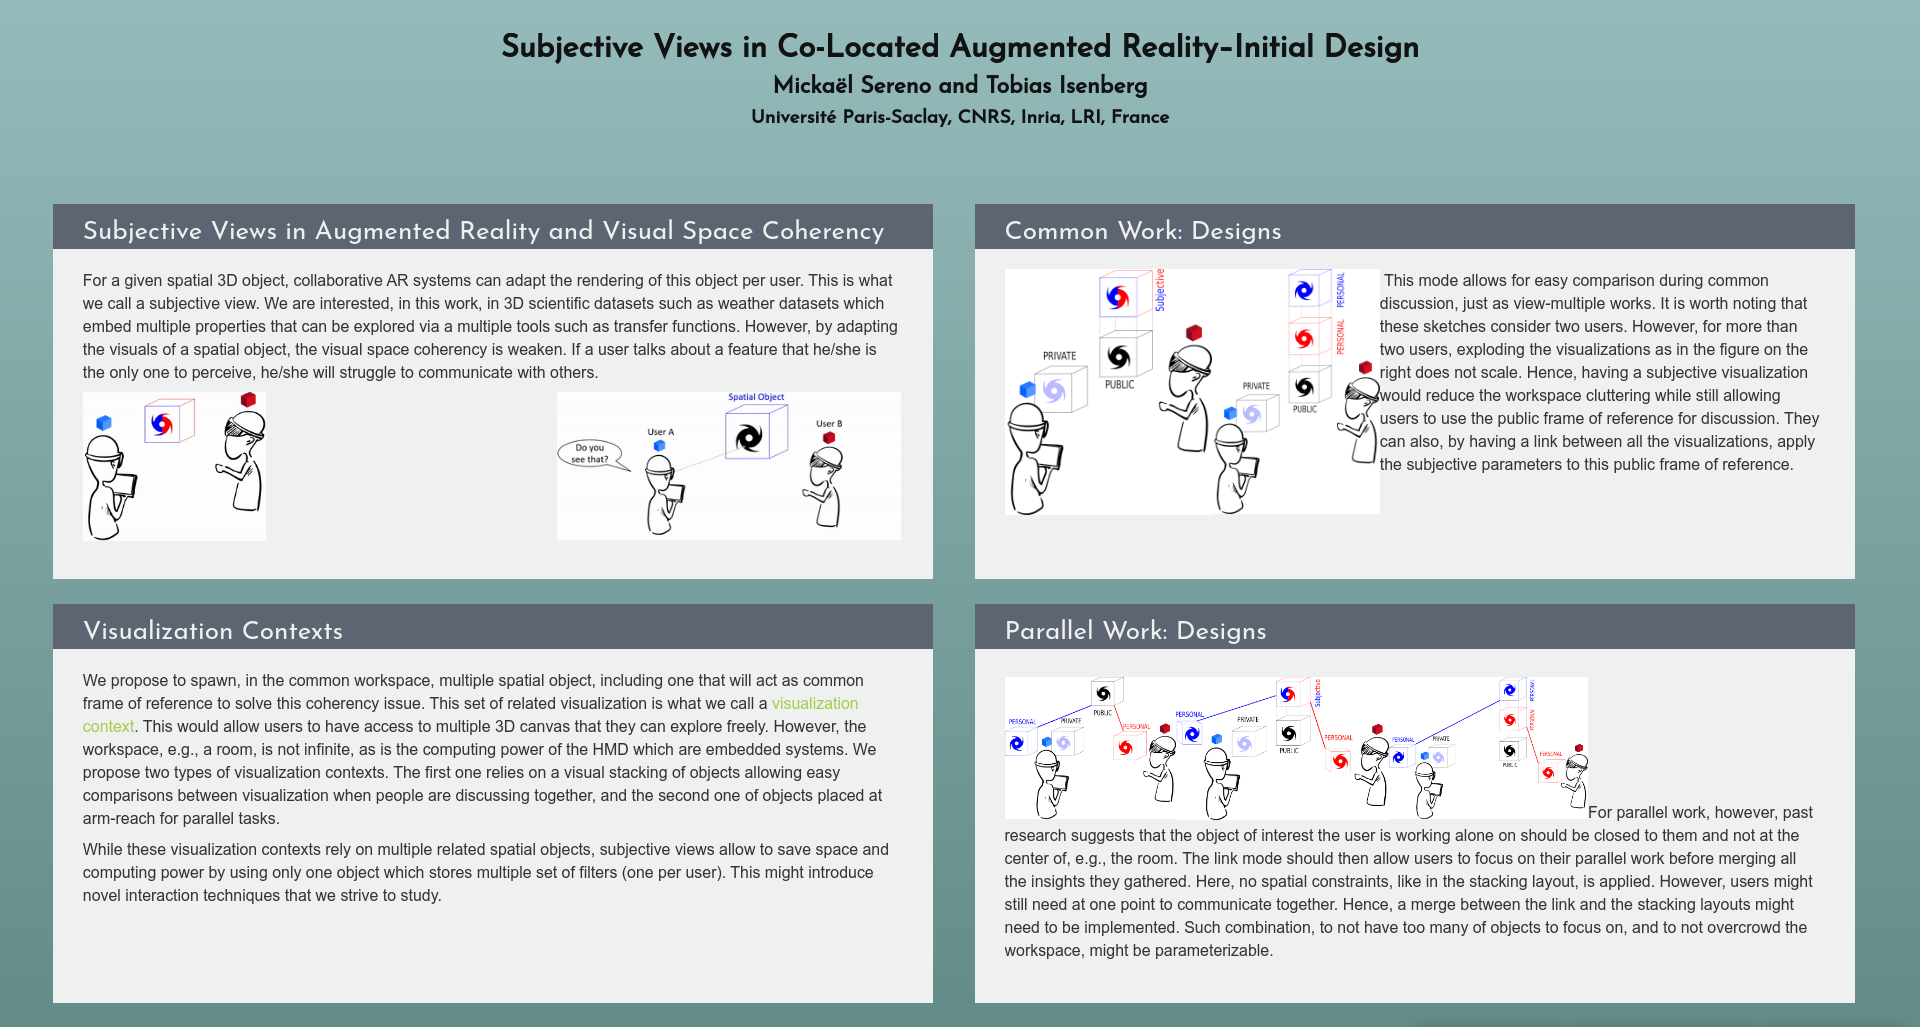 Subjective Views in Co-Located Augmented Reality–Initial Design
Mickaël Sereno and Tobias Isenberg
Université Paris-Saclay, CNRS, Inria, LRI, France
Subjective Views in Augmented Reality and Visual Space Coherency
For a given spatial 3D object, collaborative AR systems can adapt the rendering of this object per user. This is what
we call a subjective view. We are interested, in this work, in 3D scientific datasets such as weather datasets which
embed multiple properties that can be explored via a multiple tools such as transfer functions. However, by adapting
the visuals of a spatial object, the visual space coherency is weaken. If a user talks about a feature that he/she is
the only one to perceive, he/she will struggle to communicate with others.
Spatial Object
User A
User B
Do you
see that?
Common Work: Designs
Subjective
PRIVATE
PUBLIC
PERSONAL
PERSONAL
PRIVATE
PUBLIC
This mode allows for easy comparison during common
discussion, just as view-multiple works. It is worth noting that
these sketches consider two users. However, for more than
two users, exploding the visualizations as in the figure on the
right does not scale. Hence, having a subjective visualization
would reduce the workspace cluttering while still allowing
users to use the public frame of reference for discussion. They
can also, by having a link between all the visualizations, apply
the subjective parameters to this public frame of reference.
Visualization Contexts
We propose to spawn, in the common workspace, multiple spatial object, including one that will act as common
frame of reference to solve this coherency issue. This set of related visualization is what we call a visualization
context. This would allow users to have access to multiple 3D canvas that they can explore freely. However, the
workspace, e.g., a room, is not infinite, as is the computing power of the HMD which are embedded systems. We
propose two types of visualization contexts. The first one relies on a visual stacking of objects allowing easy
comparisons between visualization when people are discussing together, and the second one of objects placed at
arm-reach for parallel tasks.
While these visualization contexts rely on multiple related spatial objects, subjective views allow to save space and
computing power by using only one object which stores multiple set of filters (one per user). This might introduce
novel interaction techniques that we strive to study.
Parallel Work: Designs
PUBLIC
PERSONAL
PRIVATE
PERSONAL
Subjective
PERSONAL
PRIVATE
PUBLIC
PERSONAL
PERSONAL
PERSONAL
PERSONAL
PRIVATE
PUBLIC
PERSONAL
For parallel work, however, past
research suggests that the object of interest the user is working alone on should be closed to them and not at the
center of, e.g., the room. The link mode should then allow users to focus on their parallel work before merging all
the insights they gathered. Here, no spatial constraints, like in the stacking layout, is applied. However, users might
still need at one point to communicate together. Hence, a merge between the link and the stacking layouts might
need to be implemented. Such combination, to not have too many of objects to focus on, and to not overcrowd the
workspace, might be parameterizable.